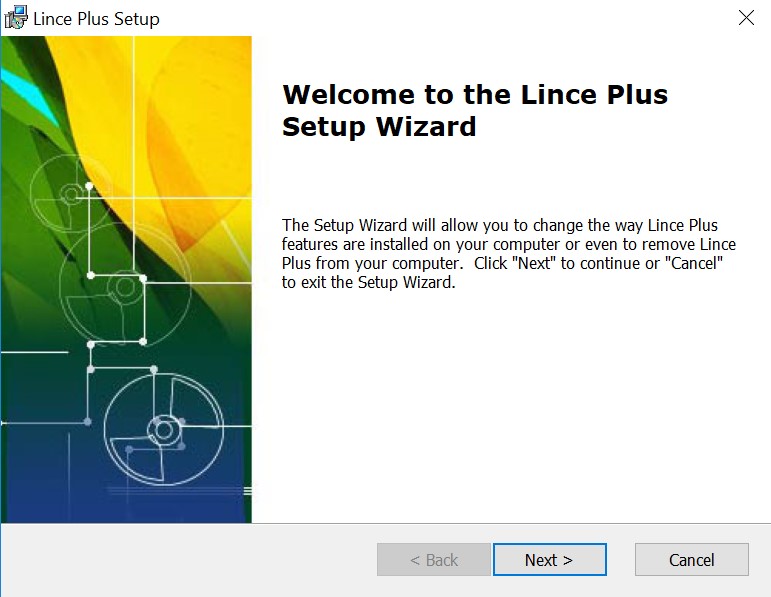 Lince Plus Setup
Welcome to the Lince Plus
Setup Wizard
The Setup Wizard will allow you to change the way Lince Plus
features are installed on your computer or even to remove Lince
Plus from your computer.  Click "Next" to continue or "Cancel"
to exit the Setup Wizard.
< Back
Next >
Cancel